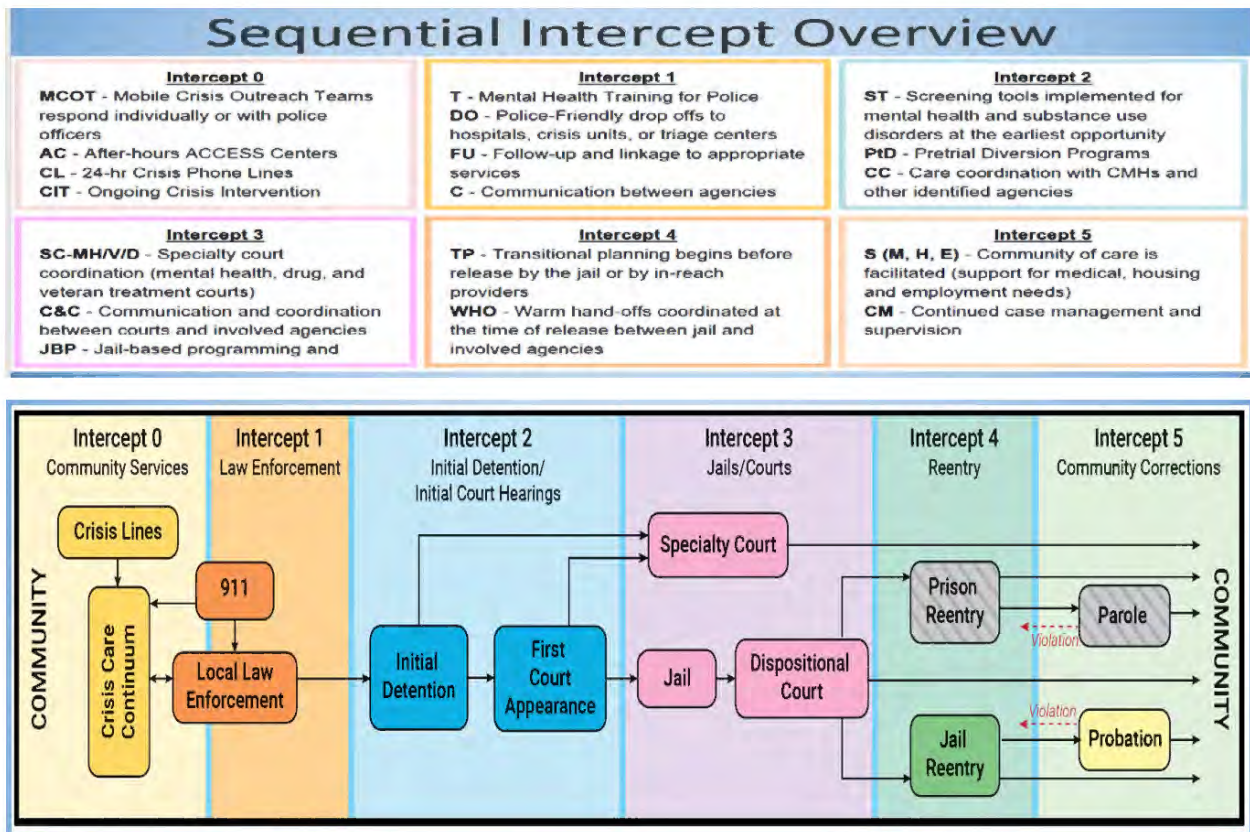 Sequential Intercept Overview
Intercept 0
MCOT - Mobile Crisis Outreach Teams
respond individually or with police
officers
AC - After-hours ACCESS Centers
CL - 24-hr Crisis Phone Lines
CIT - Ongoing Crisis Intervention
Intercept 1
T - Mental Health Training for Police
DO - Police-Friendly drop offs to
hospitals, crisis units, or triage centers
FU - Follow-up and linkage to appropriate
services
C - Communication between agencies
Intercept 2
ST - Screening tools implemented for
mental health and substance use
disorders at the earliest opportunity
PtD - Pretrial Diversion Programs
CC - Care coordination with CMHs and
other identified agencies
Intercept 3
SC-MH/V/D - Specialty court
coordination (mental health, drug, and
veteran treatment courts)
C&C - Communication and coordination
between courts and involved agencies
JBP - Jail-based programming and
Intercept 4
TP - Transitional planning begins before
release by the jail or by in-reach
providers
WHO - Warm hand-offs coordinated at
the time of release between jail and
involved agencies
Intercept 5
S (M, H, E) - Community of care is
facilitated (support for medical, housing
and employment needs)
CM - Continued case management and
supervision
Intercept 0
Community Services
Intercept 1
Law Enforcement
Intercept 2
Initial Detention/
Initial Court Hearings
Intercept 3
Jails/Courts
Intercept 4
Reentry
Intercept 5
Community Corrections
COMMUNITY
Crisis Lines
Crisis Care
Continuum
911
Local Law
Enforcement
Initial
Detention
First
Court
Appearance
Specialty Court
Jail
Dispositional
Court
Prison
Reentry
Violation
Parole
Jail
Reentry
Violation
Probation
COMMUNITY